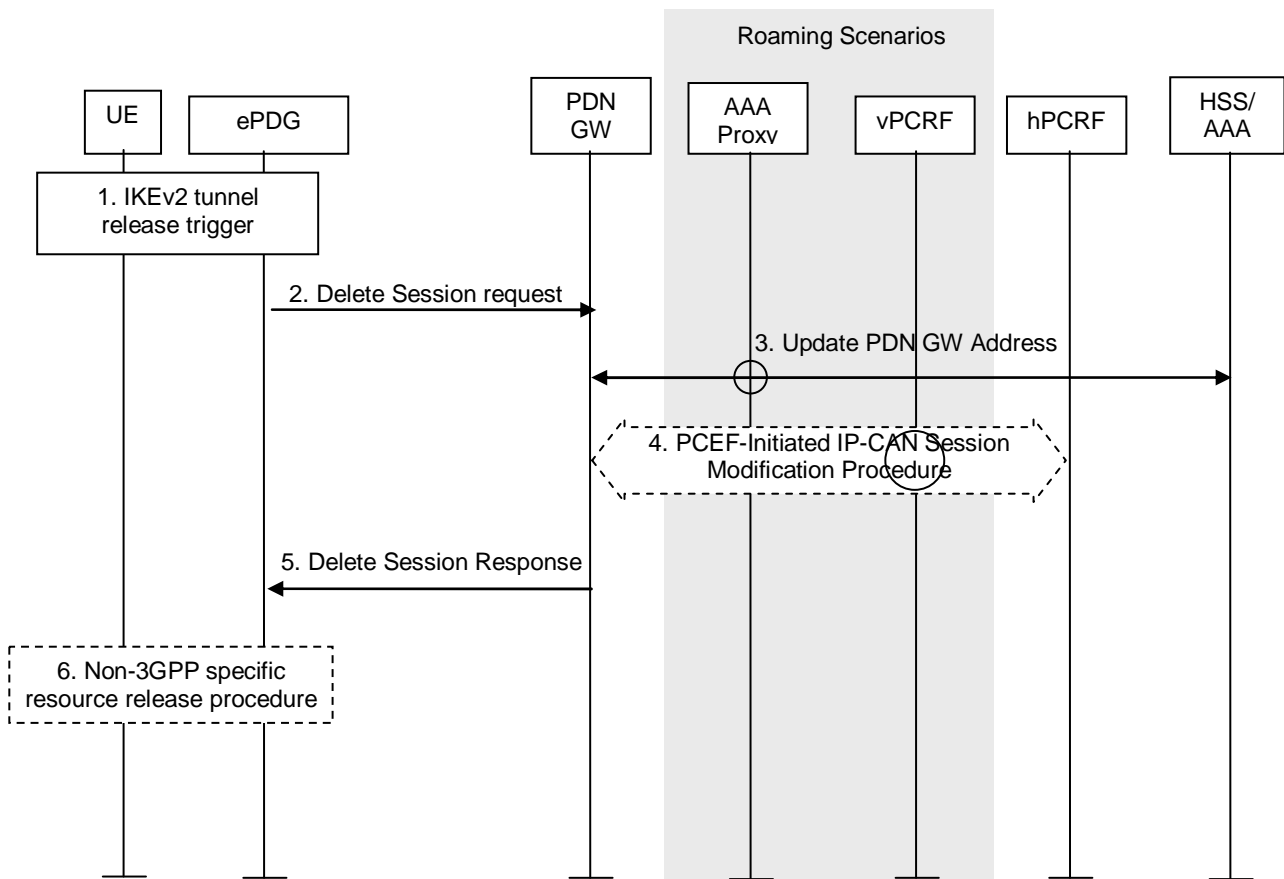 Roaming Scenarios
UE
ePDG
PDN
GW
AAA
Proxy
vPCRF
hPCRF
HSS/
AAA
1. IKEv2 tunnel
release trigger
2. Delete Session request
3. Update PDN GW Address
4. PCEF-Initiated IP-CAN Session
Modification Procedure
5. Delete Session Response
6. Non-3GPP specific
resource release procedure